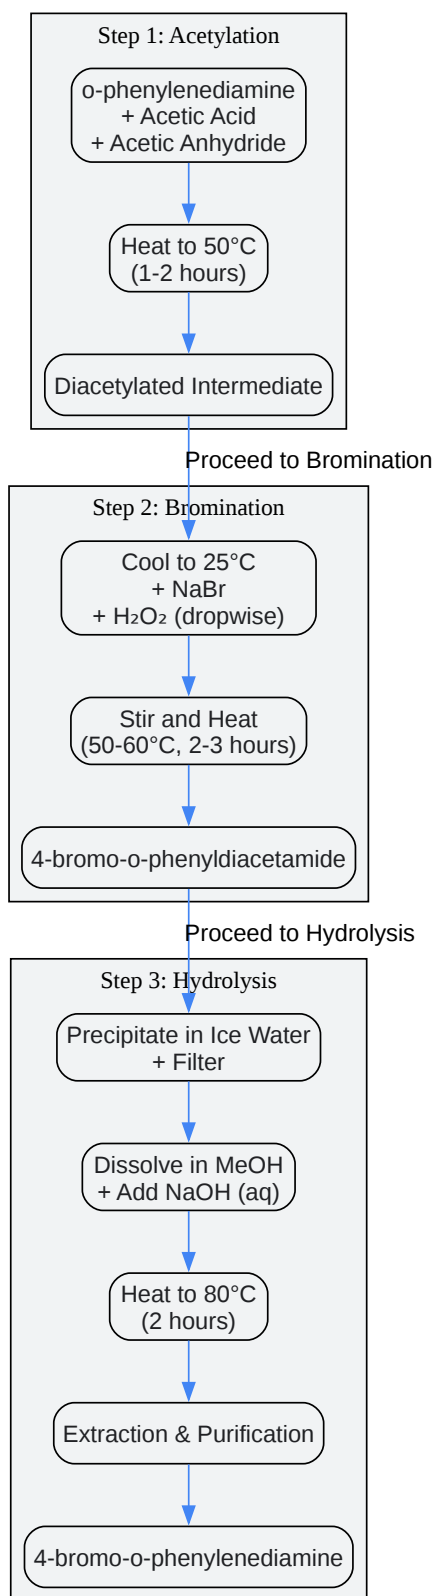 Step 1: Acetylation
o-phenylenediamine
+ Acetic Acid
+ Acetic Anhydride
Heat to 50°C
(1-2 hours)
Diacetylated Intermediate
Proceed to Bromination
Step 2: Bromination
Cool to 25°C
+ NaBr
+ H₂O₂ (dropwise)
Stir and Heat
(50-60°C, 2-3 hours)
4-bromo-o-phenyldiacetamide
Proceed to Hydrolysis
Step 3: Hydrolysis
Precipitate in Ice Water
+ Filter
Dissolve in MeOH
+ Add NaOH (aq)
Heat to 80°C
(2 hours)
Extraction & Purification
4-bromo-o-phenylenediamine